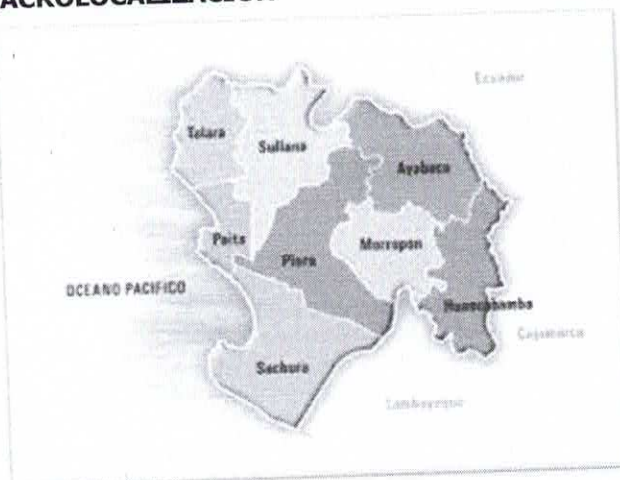 ACROLOCALIZACION
Ecuador
Talara
Sullana
Ayabaca
Paita
Piura
Morropon
OCEANO PACIFICO
Huancabamba
Cajamarca
Sechura
Lambayeque